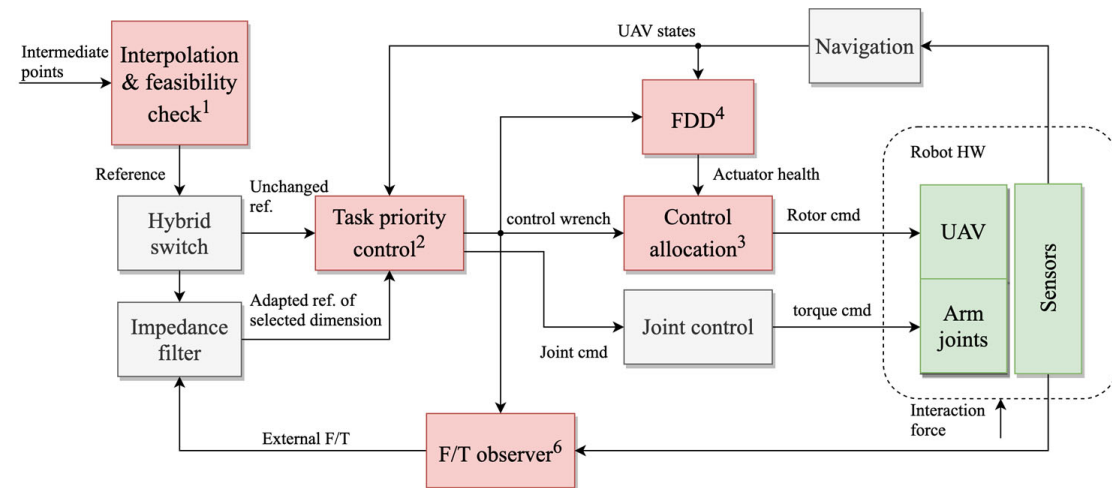 UAV states
Navigation
Intermediate
points
Interpolation
& feasibility
check1
FDD4
Robot HW
Reference
Unchanged
ref.
Actuator health
Hybrid
switch
Task priority
control2
control wrench
Control
allocation3
Rotor cmd
UAV
Sensors
Adapted ref. of
selected dimension
Impedance
filter
Joint cmd
Joint control
torque cmd
Arm
joints
Interaction
force
External F/T
F/T observer6